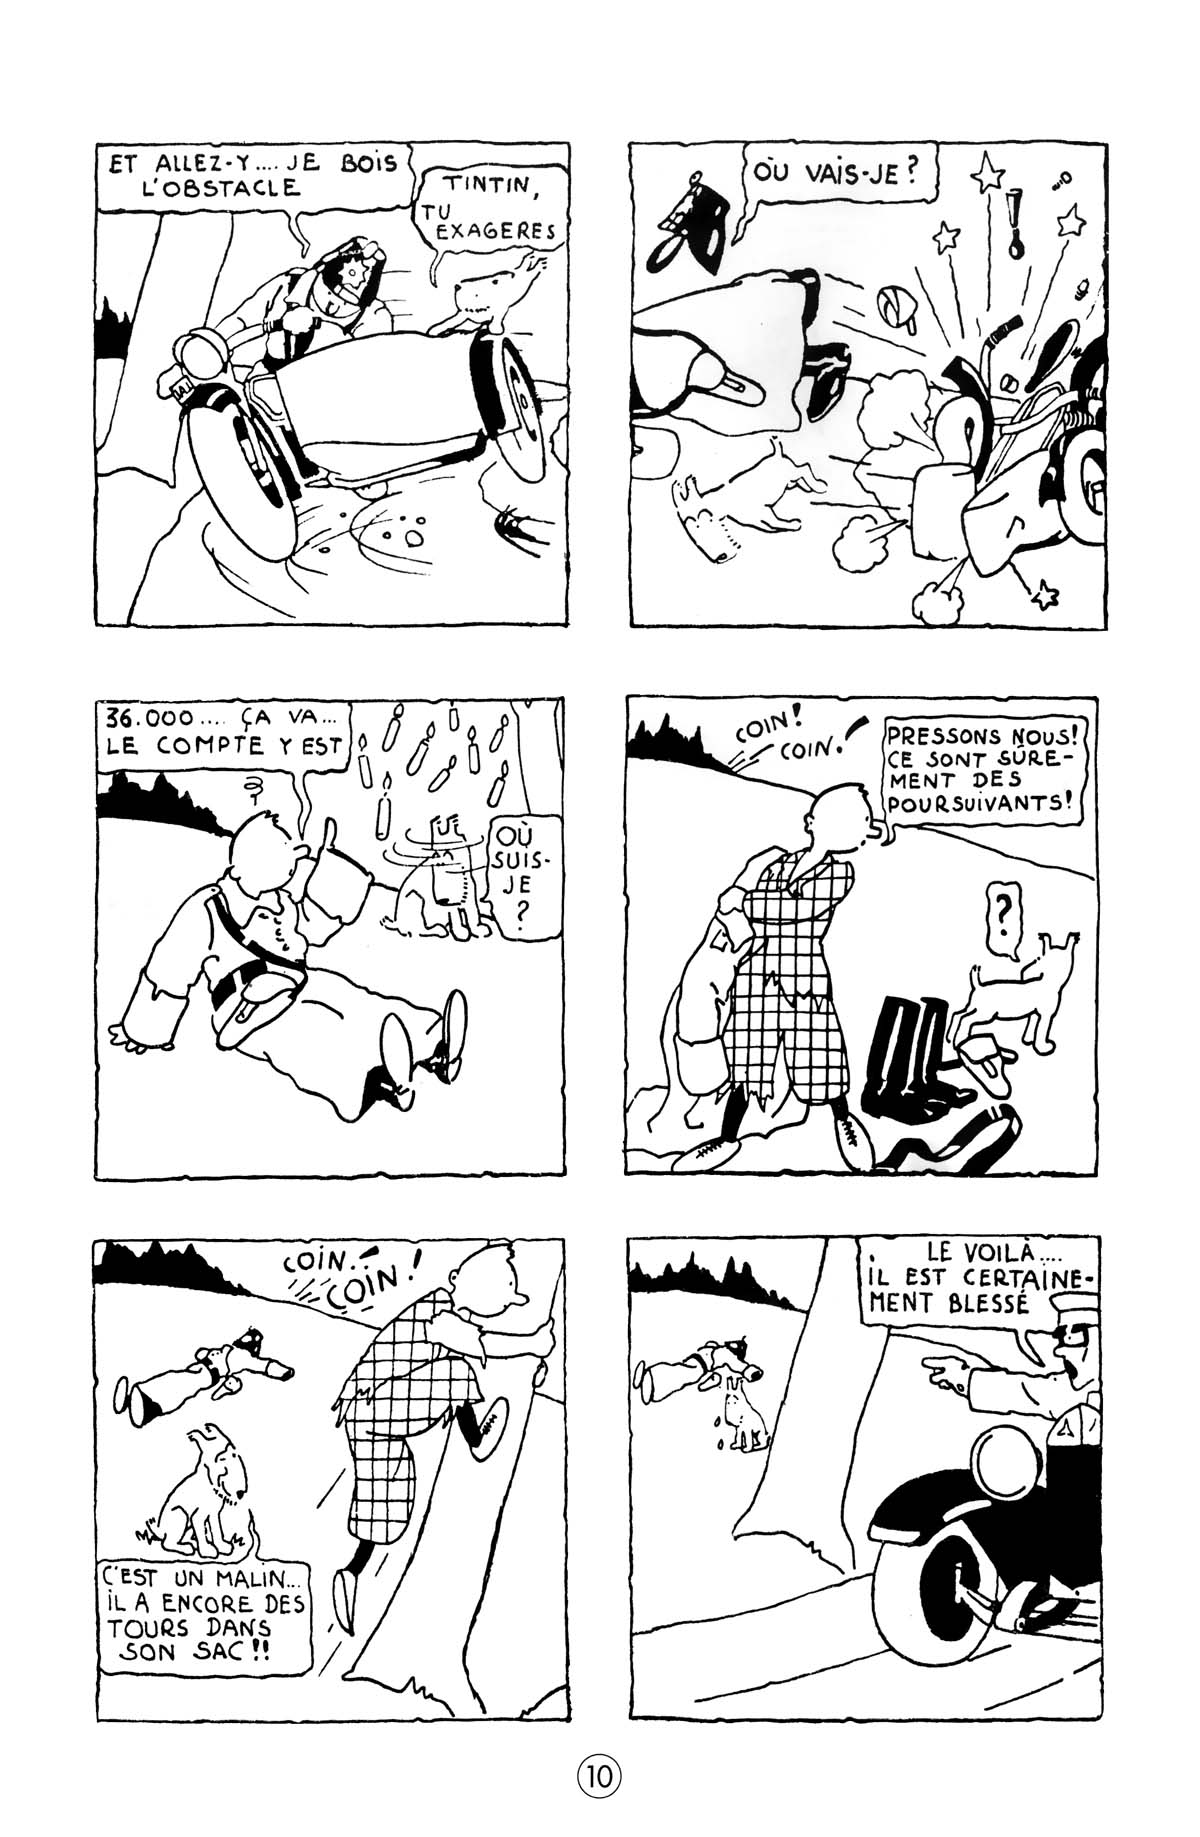 ET ALLEZ-Y.... JE BOIS
L'OBSTACLE
TINTIN,
TU
EXAGERES
OÙ VAIS-JE?
36.000.... ÇA VA...
LE COMPTE Y EST
OÙ
SUIS-
JE
?
COIN!
COIN!
PRESSONS NOUS!
CE SONT SÛRE-
MENT DES
POURSUIVANTS!
?
COIN!
COIN!
C'EST UN MALIN...
IL A ENCORE DES
TOURS DANS
SON SAC!!
LE VOILÀ....
IL EST CERTAINE-
MENT BLESSÉ
10